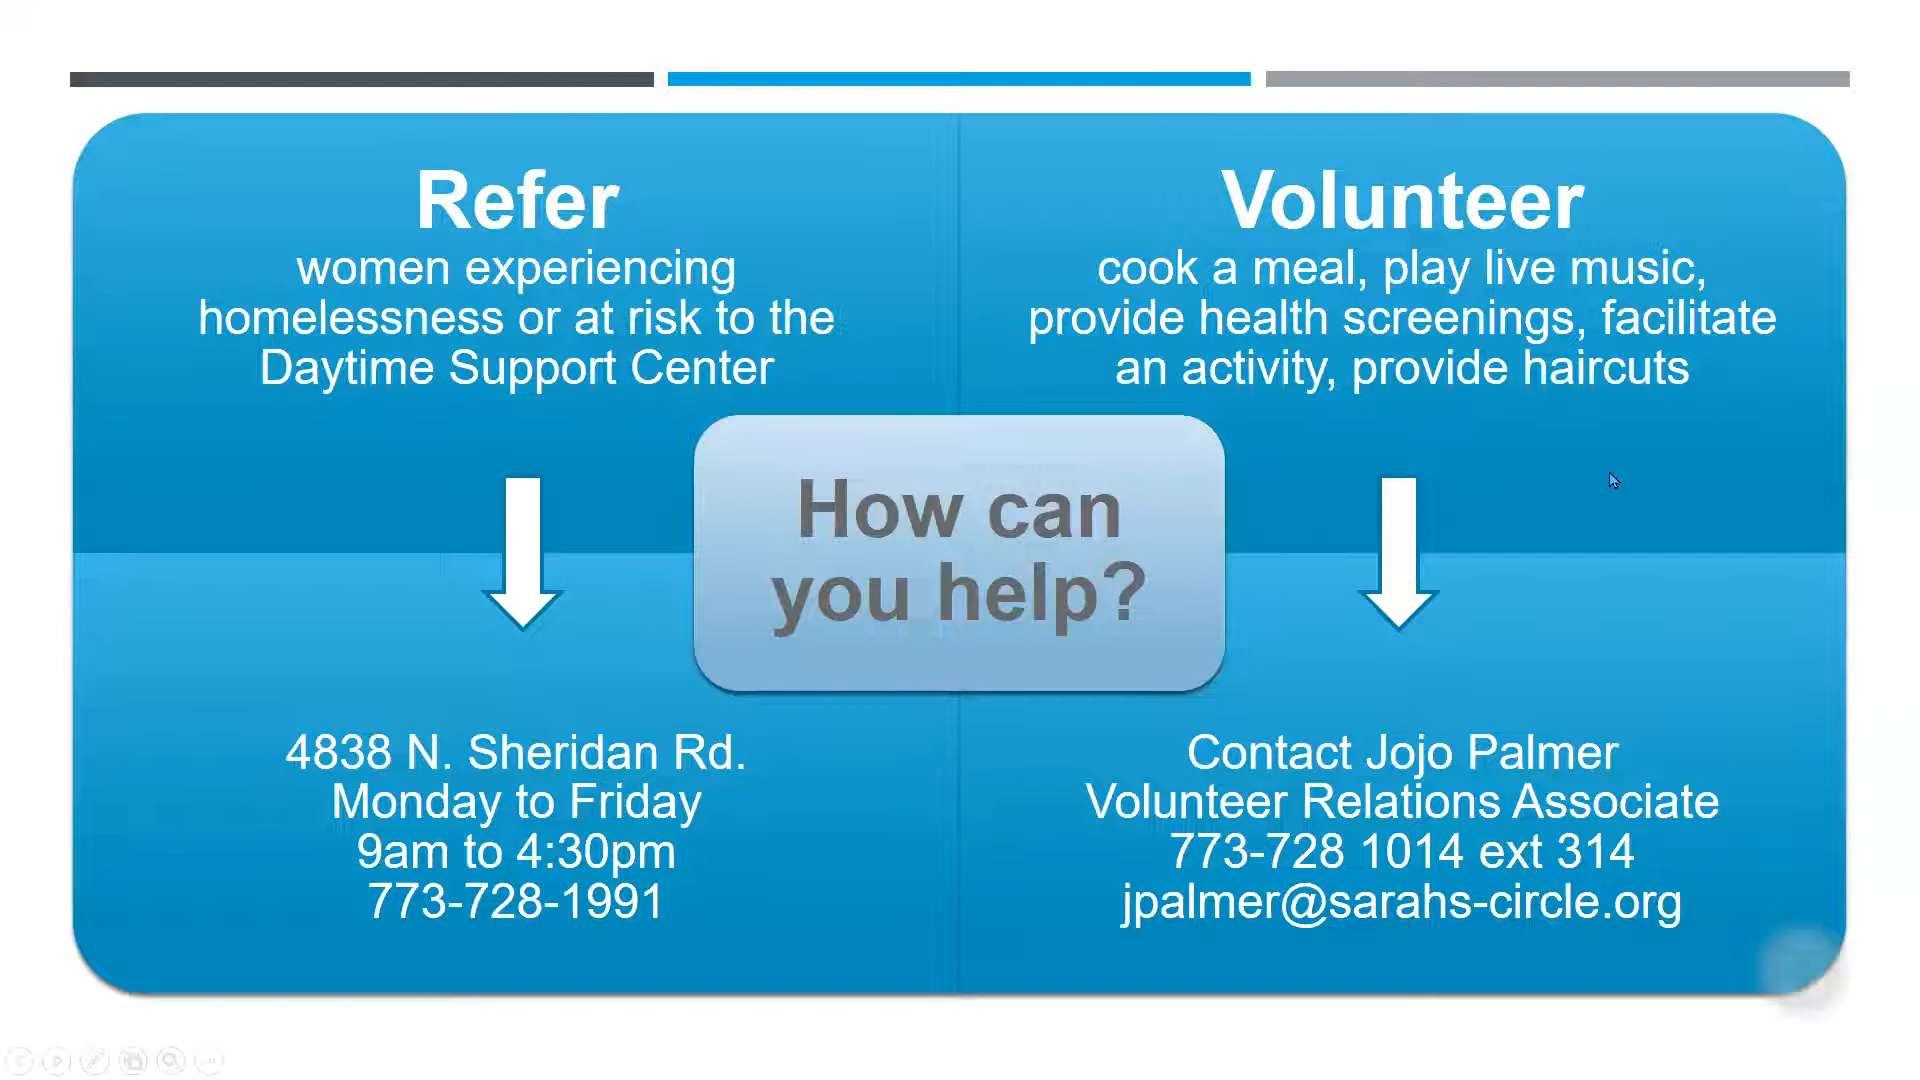 Refer
women experiencing
homelessness or at risk to the
Daytime Support Center
Volunteer
cook a meal, play live music,
provide health screenings, facilitate
an activity, provide haircuts
How can
you help?
4838 N. Sheridan Rd.
Monday to Friday
9am to 4:30pm
773-728-1991
Contact Jojo Palmer
Volunteer Relations Associate
773-728 1014 ext 314
jpalmer@sarahs-circle.org